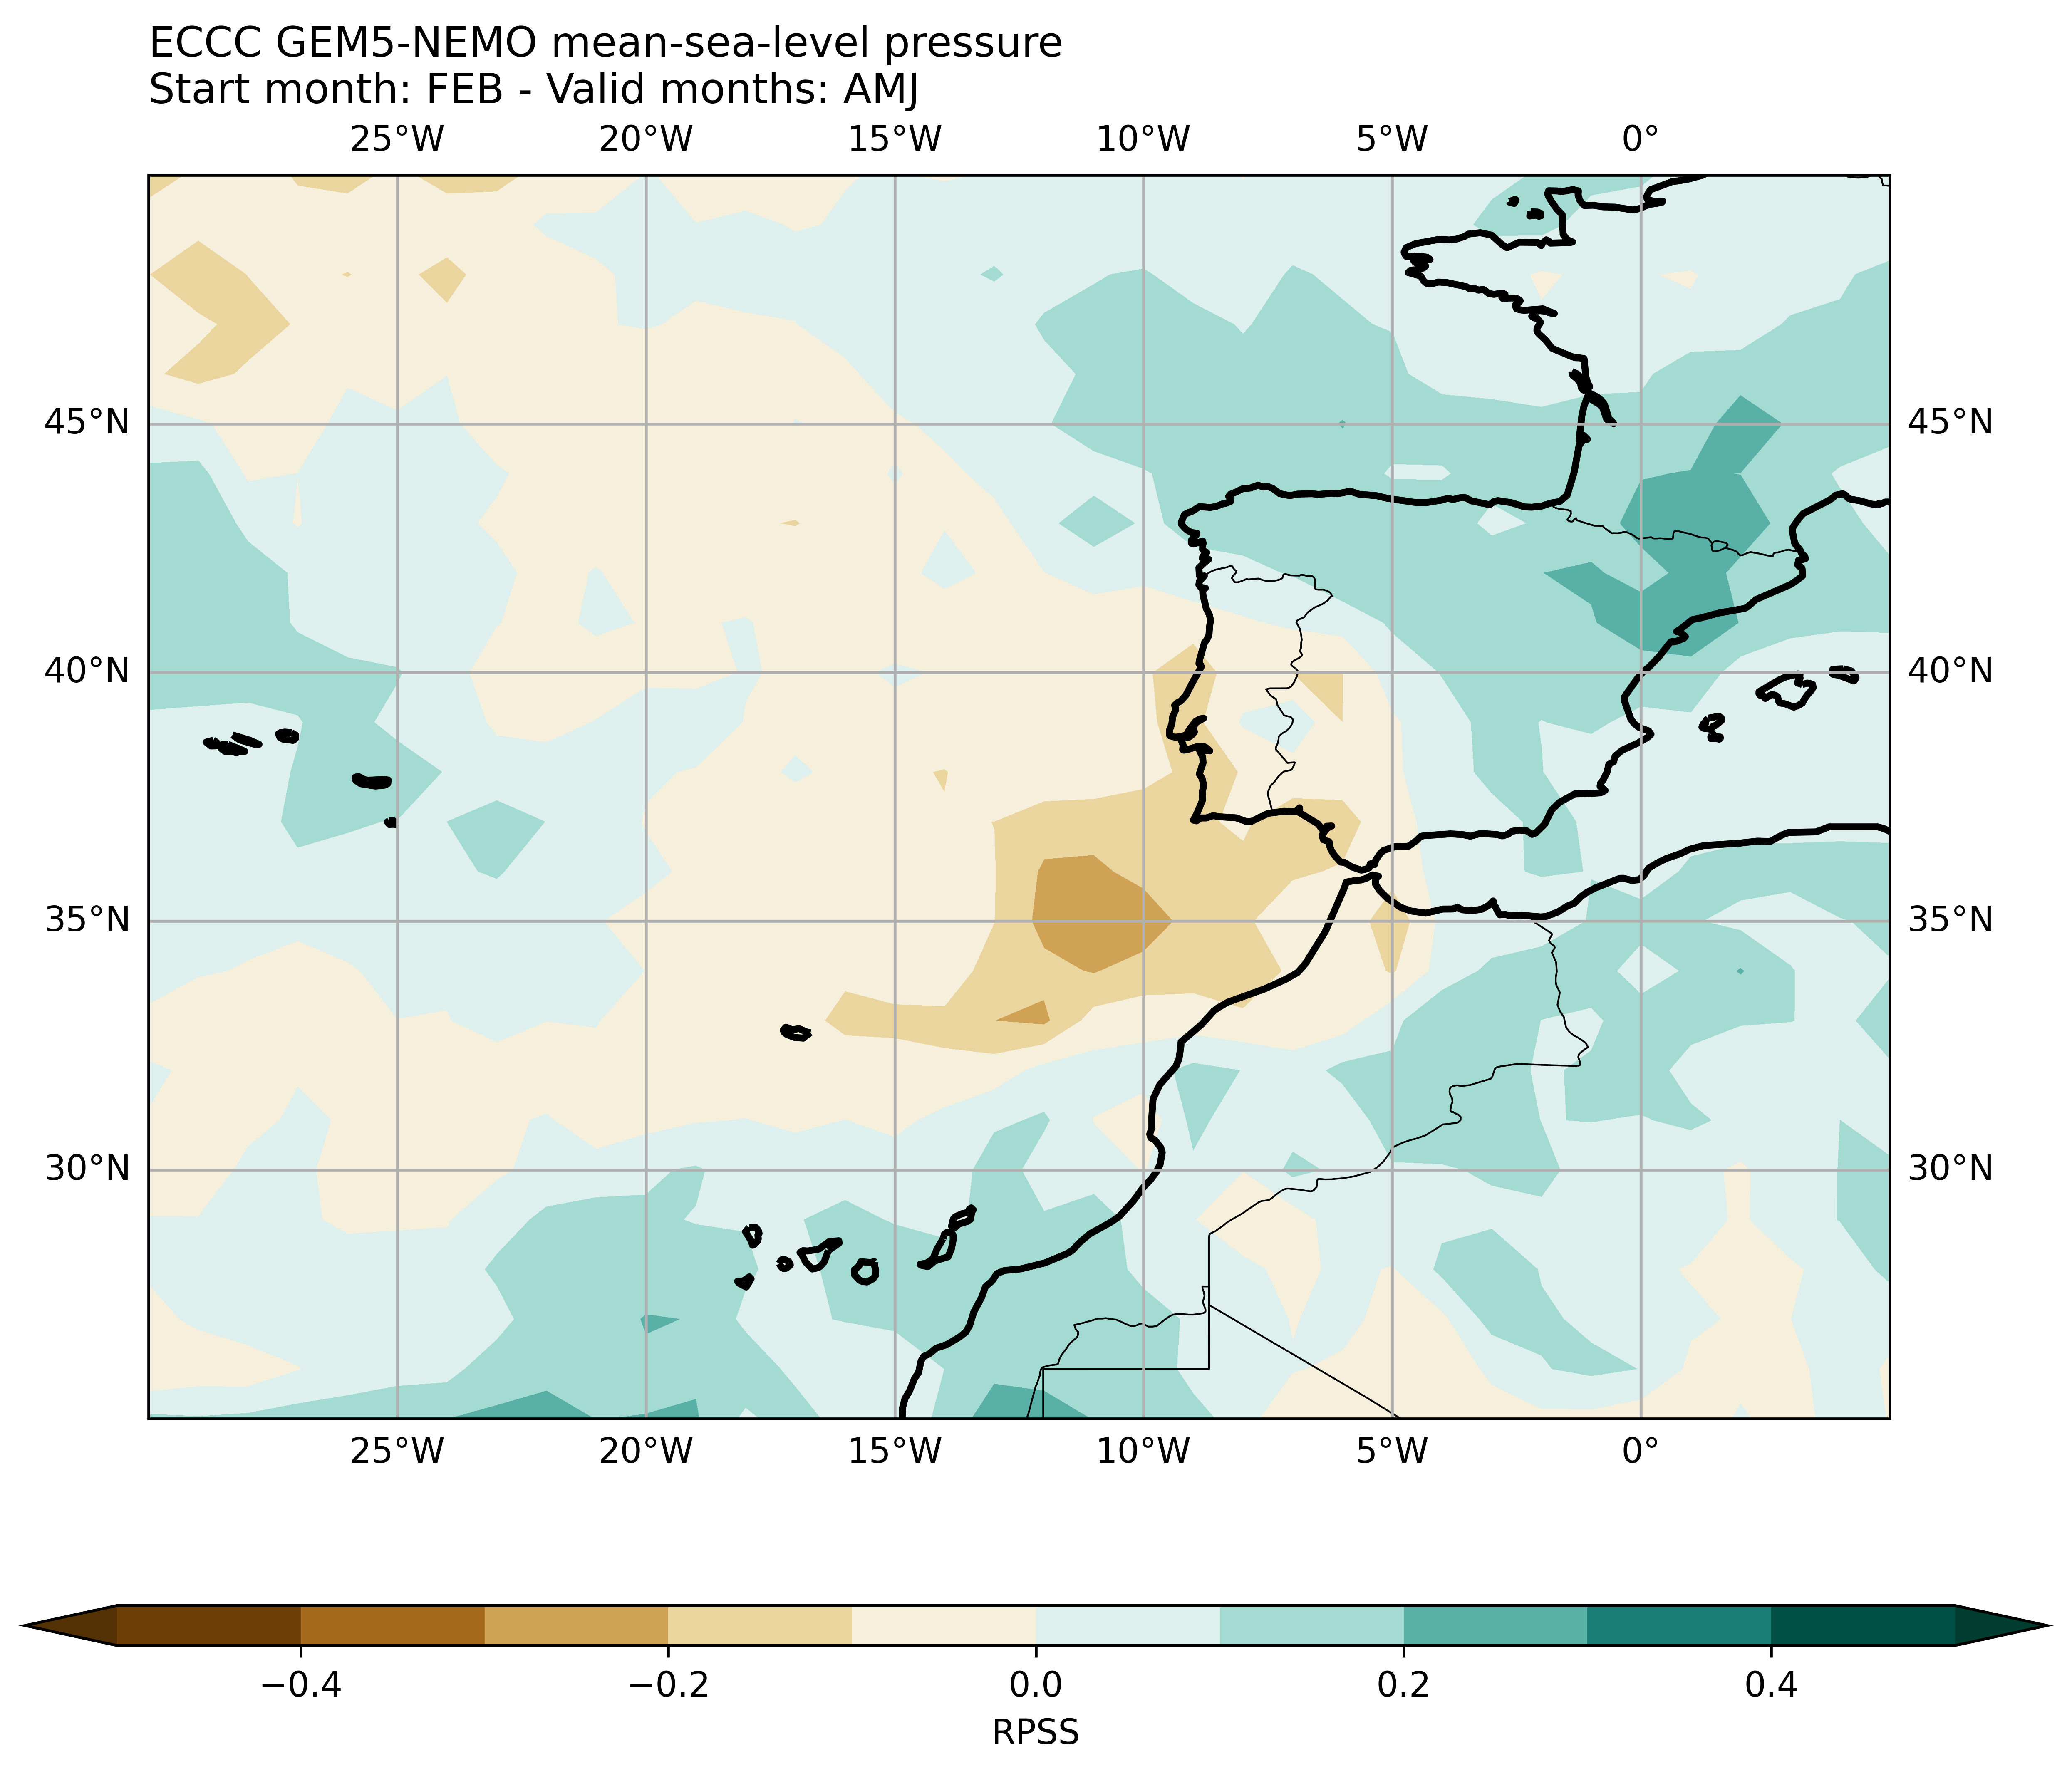 ECCC GEM5-NEMO mean-sea-level pressure
Start month: FEB - Valid months: AMJ
25°W 20°W 15°W 10°W 5°W 0°
45°N 45°N
40°N 40°N
35°N 35°N
30°N 30°N
25°W 20°W 15°W 10°W 5°W 0°
−0.4 −0.2 0.0 0.2 0.4
RPSS